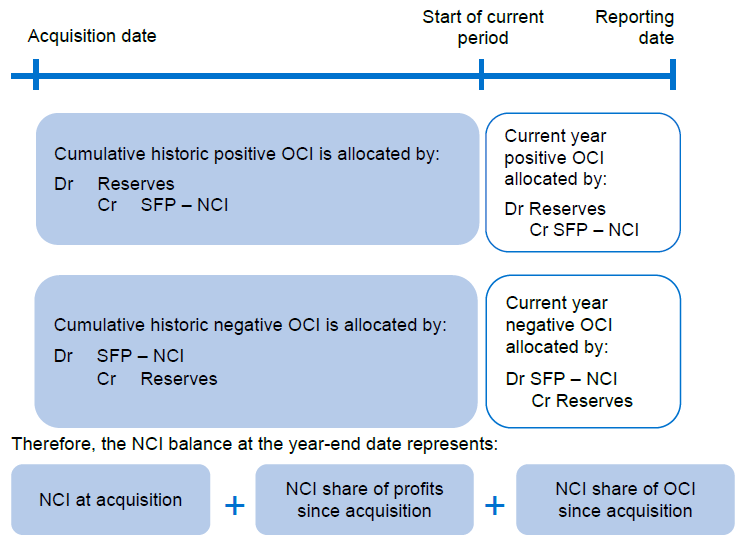 Acquisition date
Start of current
period
Reporting
date
Cumulative historic positive OCI is allocated by:
Dr Reserves
Cr SFP – NCI
Current year
positive OCI
allocated by:
Dr Reserves
Cr SFP – NCI
Cumulative historic negative OCI is allocated by:
Dr SFP – NCI
Cr Reserves
Current year
negative OCI
allocated by:
Dr SFP – NCI
Cr Reserves
Therefore, the NCI balance at the year-end date represents:
NCI at acquisition
+
NCI share of profits
since acquisition
+
NCI share of OCI
since acquisition